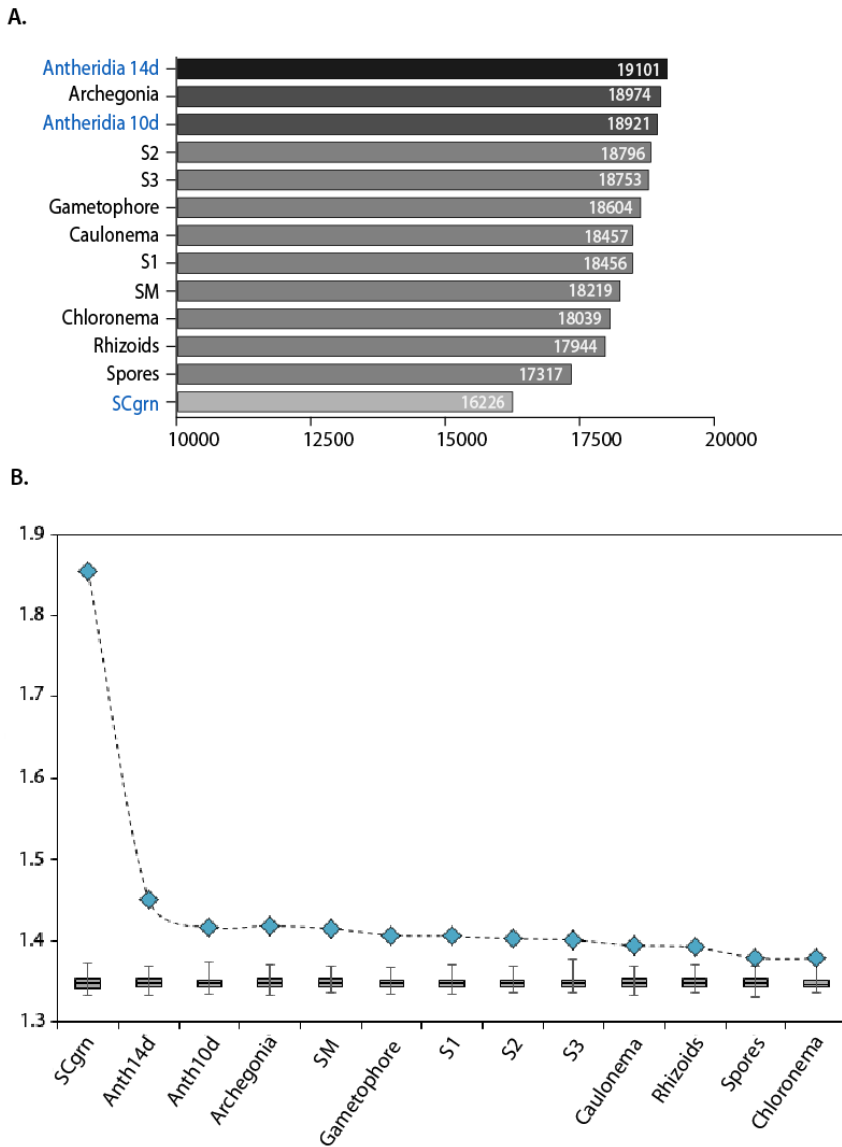 A.
Antheridia 14d 19101
Archegonia 18974
Antheridia 10d 18921
S2 18796
S3 18753
Gametophore 18604
Caulonema 18457
S1 18456
SM 18219
Chloronema 18039
Rhizoids 17944
Spores 17317
SCgrn 16226
10000 12500 15000 17500 20000
B.
1.9
1.8
1.7
1.6
1.5
1.4
1.3
SCgrn Anth14d Anth10d Archegonia SM Gametophore S1 S2 S3 Caulonema Rhizoids Spores Chloronema